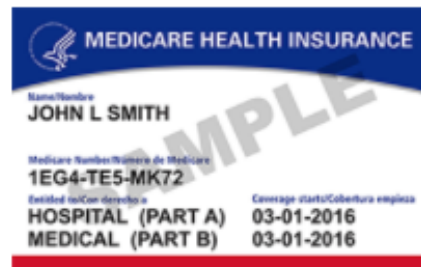 MEDICARE HEALTH INSURANCE
Name/Nombre
JOHN L SMITH
Medicare Number/Número de Medicare
1EG4-TE5-MK72
Entitled to/Con derecho a Coverage starts/Cobertura empieza
HOSPITAL (PART A) 03-01-2016
MEDICAL (PART B) 03-01-2016
SAMPLE